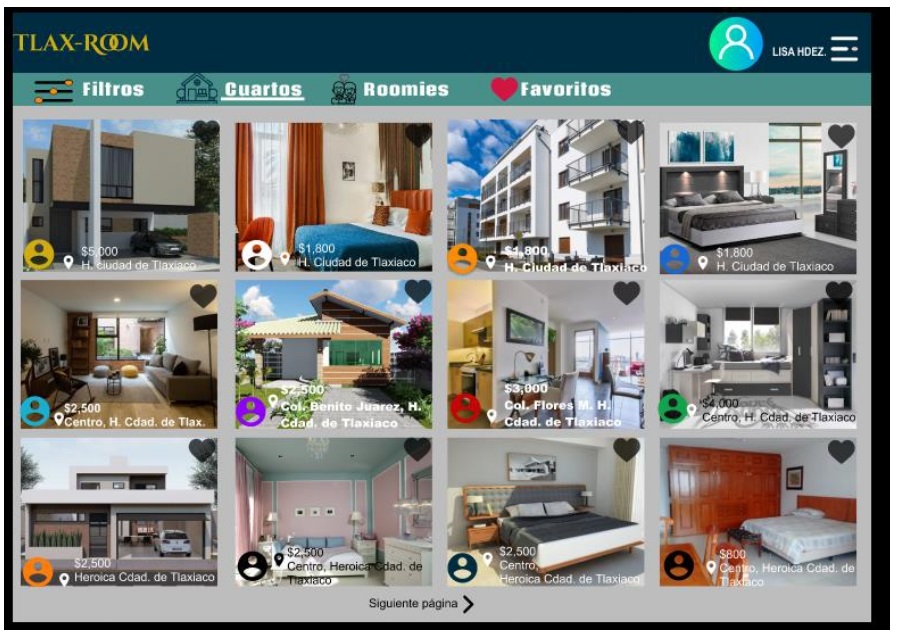 TLAX-ROOM
LISA HDEZ.
Filtros
Cuartos
Roomies
Favoritos
$5,000
H. ciudad de Tlaxiaco
$1,800
H. Ciudad de Tlaxiaco
$1,800
H. Ciudad de Tlaxiaco
$1,800
H. Ciudad de Tlaxiaco
$2,500
Centro, H. Cdad. de Tlax.
$2,500
Col. Benito Juarez, H.
Cdad. de Tlaxiaco
$3,000
Col. Flores M. H.
Cdad. de Tlaxiaco
$4,000
Centro, H. Cdad. de Tlaxiaco
$2,500
Heroica Cdad. de Tlaxiaco
$2,500
Centro, Heroica Cdad. de
Tlaxiaco
$2,500
Centro,
Heroica Cdad. de Tlaxiaco
$800
Centro, Heroica Cdad. de
Tlaxiaco
Siguiente página